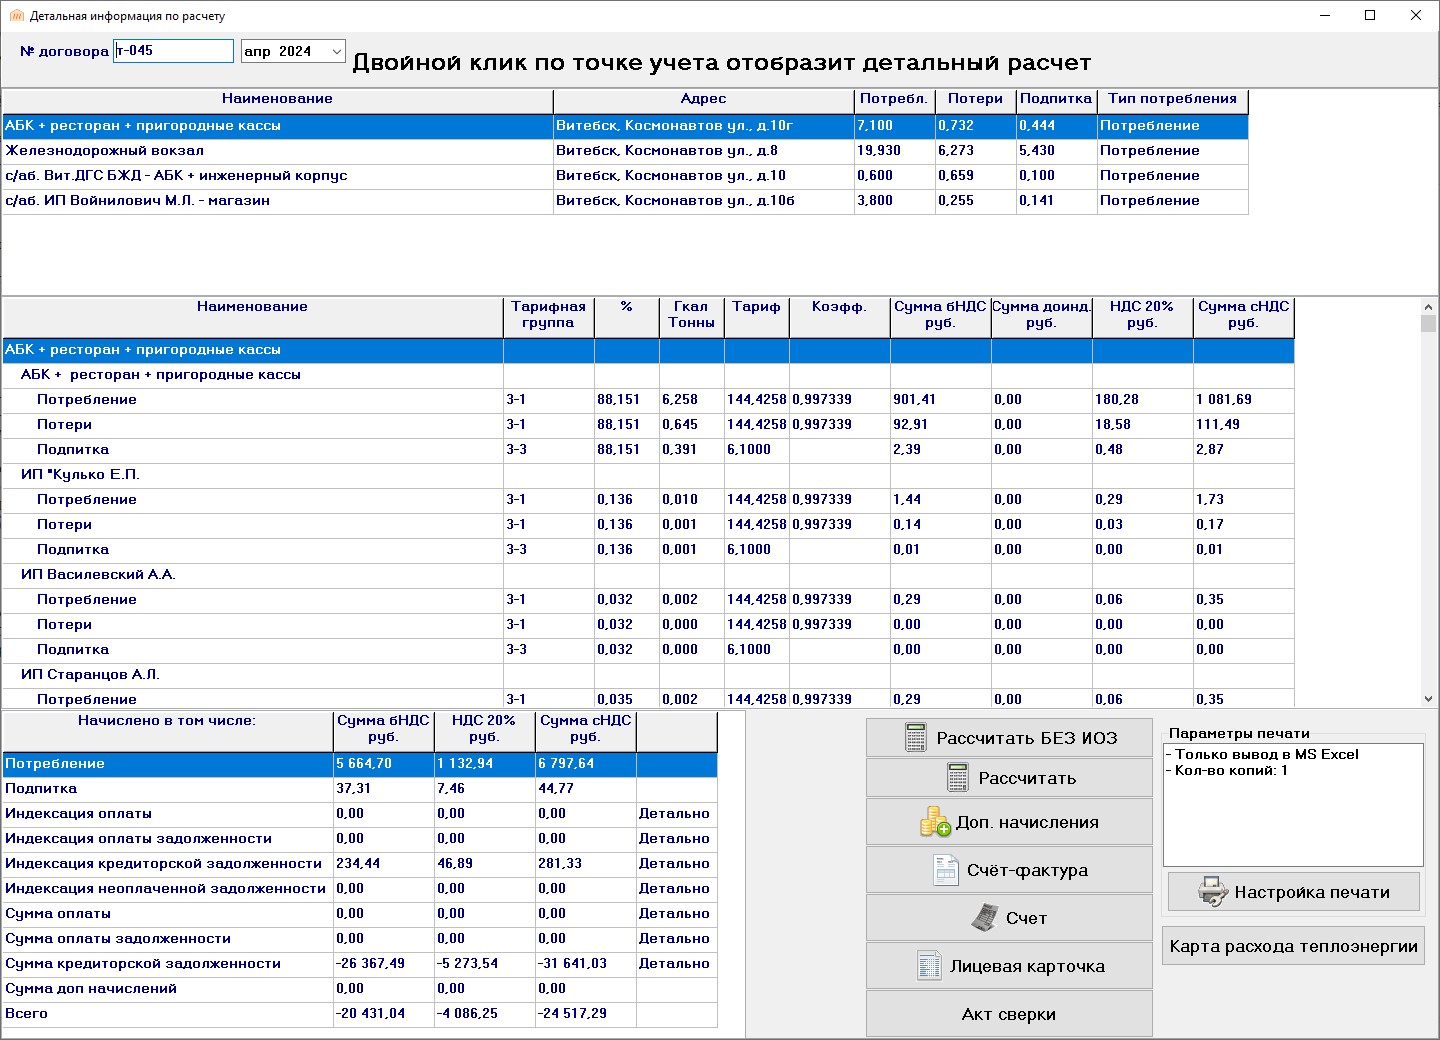 Детальная информация по расчету
№ договора т-045 апр 2024
Двойной клик по точке учета отобразит детальный расчет
Наименование Адрес Потребл. Потери Подпитка Тип потребления
АБК + ресторан + пригородные кассы Витебск, Космонавтов ул., д.10г 7,100 0,732 0,444 Потребление
Железнодорожный вокзал Витебск, Космонавтов ул., д.8 19,930 6,273 5,430 Потребление
с/аб. Вит.ДГС БЖД - АБК + инженерный корпус Витебск, Космонавтов ул., д.10 0,600 0,659 0,100 Потребление
с/аб. ИП Войнилович М.Л. - магазин Витебск, Космонавтов ул., д.10б 3,800 0,255 0,141 Потребление
Наименование Тарифная группа % Гкал Тонны Тариф Коэфф. Сумма бНДС руб. Сумма доинд. руб. НДС 20% руб. Сумма сНДС руб.
АБК + ресторан + пригородные кассы
АБК + ресторан + пригородные кассы
Потребление 3-1 88,151 6,258 144,4258 0,997339 901,41 0,00 180,28 1 081,69
Потери 3-1 88,151 0,645 144,4258 0,997339 92,91 0,00 18,58 111,49
Подпитка 3-3 88,151 0,391 6,1000 2,39 0,00 0,48 2,87
ИП "Кулько Е.П.
Потребление 3-1 0,136 0,010 144,4258 0,997339 1,44 0,00 0,29 1,73
Потери 3-1 0,136 0,001 144,4258 0,997339 0,14 0,00 0,03 0,17
Подпитка 3-3 0,136 0,001 6,1000 0,01 0,00 0,00 0,01
ИП Василевский А.А.
Потребление 3-1 0,032 0,002 144,4258 0,997339 0,29 0,00 0,06 0,35
Потери 3-1 0,032 0,000 144,4258 0,997339 0,00 0,00 0,00 0,00
Подпитка 3-3 0,032 0,000 6,1000 0,00 0,00 0,00 0,00
ИП Старанцов А.Л.
Потребление 3-1 0,035 0,002 144,4258 0,997339 0,29 0,00 0,06 0,35
Начислено в том числе: Сумма бНДС руб. НДС 20% руб. Сумма сНДС руб.
Потребление 5 664,70 1 132,94 6 797,64
Подпитка 37,31 7,46 44,77
Индексация оплаты 0,00 0,00 0,00 Детально
Индексация оплаты задолженности 0,00 0,00 0,00 Детально
Индексация кредиторской задолженности 234,44 46,89 281,33 Детально
Индексация неоплаченной задолженности 0,00 0,00 0,00 Детально
Сумма оплаты 0,00 0,00 0,00 Детально
Сумма оплаты задолженности 0,00 0,00 0,00 Детально
Сумма кредиторской задолженности -26 367,49 -5 273,54 -31 641,03 Детально
Сумма доп начислений 0,00 0,00 0,00
Всего -20 431,04 -4 086,25 -24 517,29
Рассчитать БЕЗ ИОЗ
Рассчитать
Доп. начисления
Счёт-фактура
Счет
Лицевая карточка
Акт сверки
Параметры печати
- Только вывод в MS Excel
- Кол-во копий: 1
Настройка печати
Карта расхода теплоэнергии